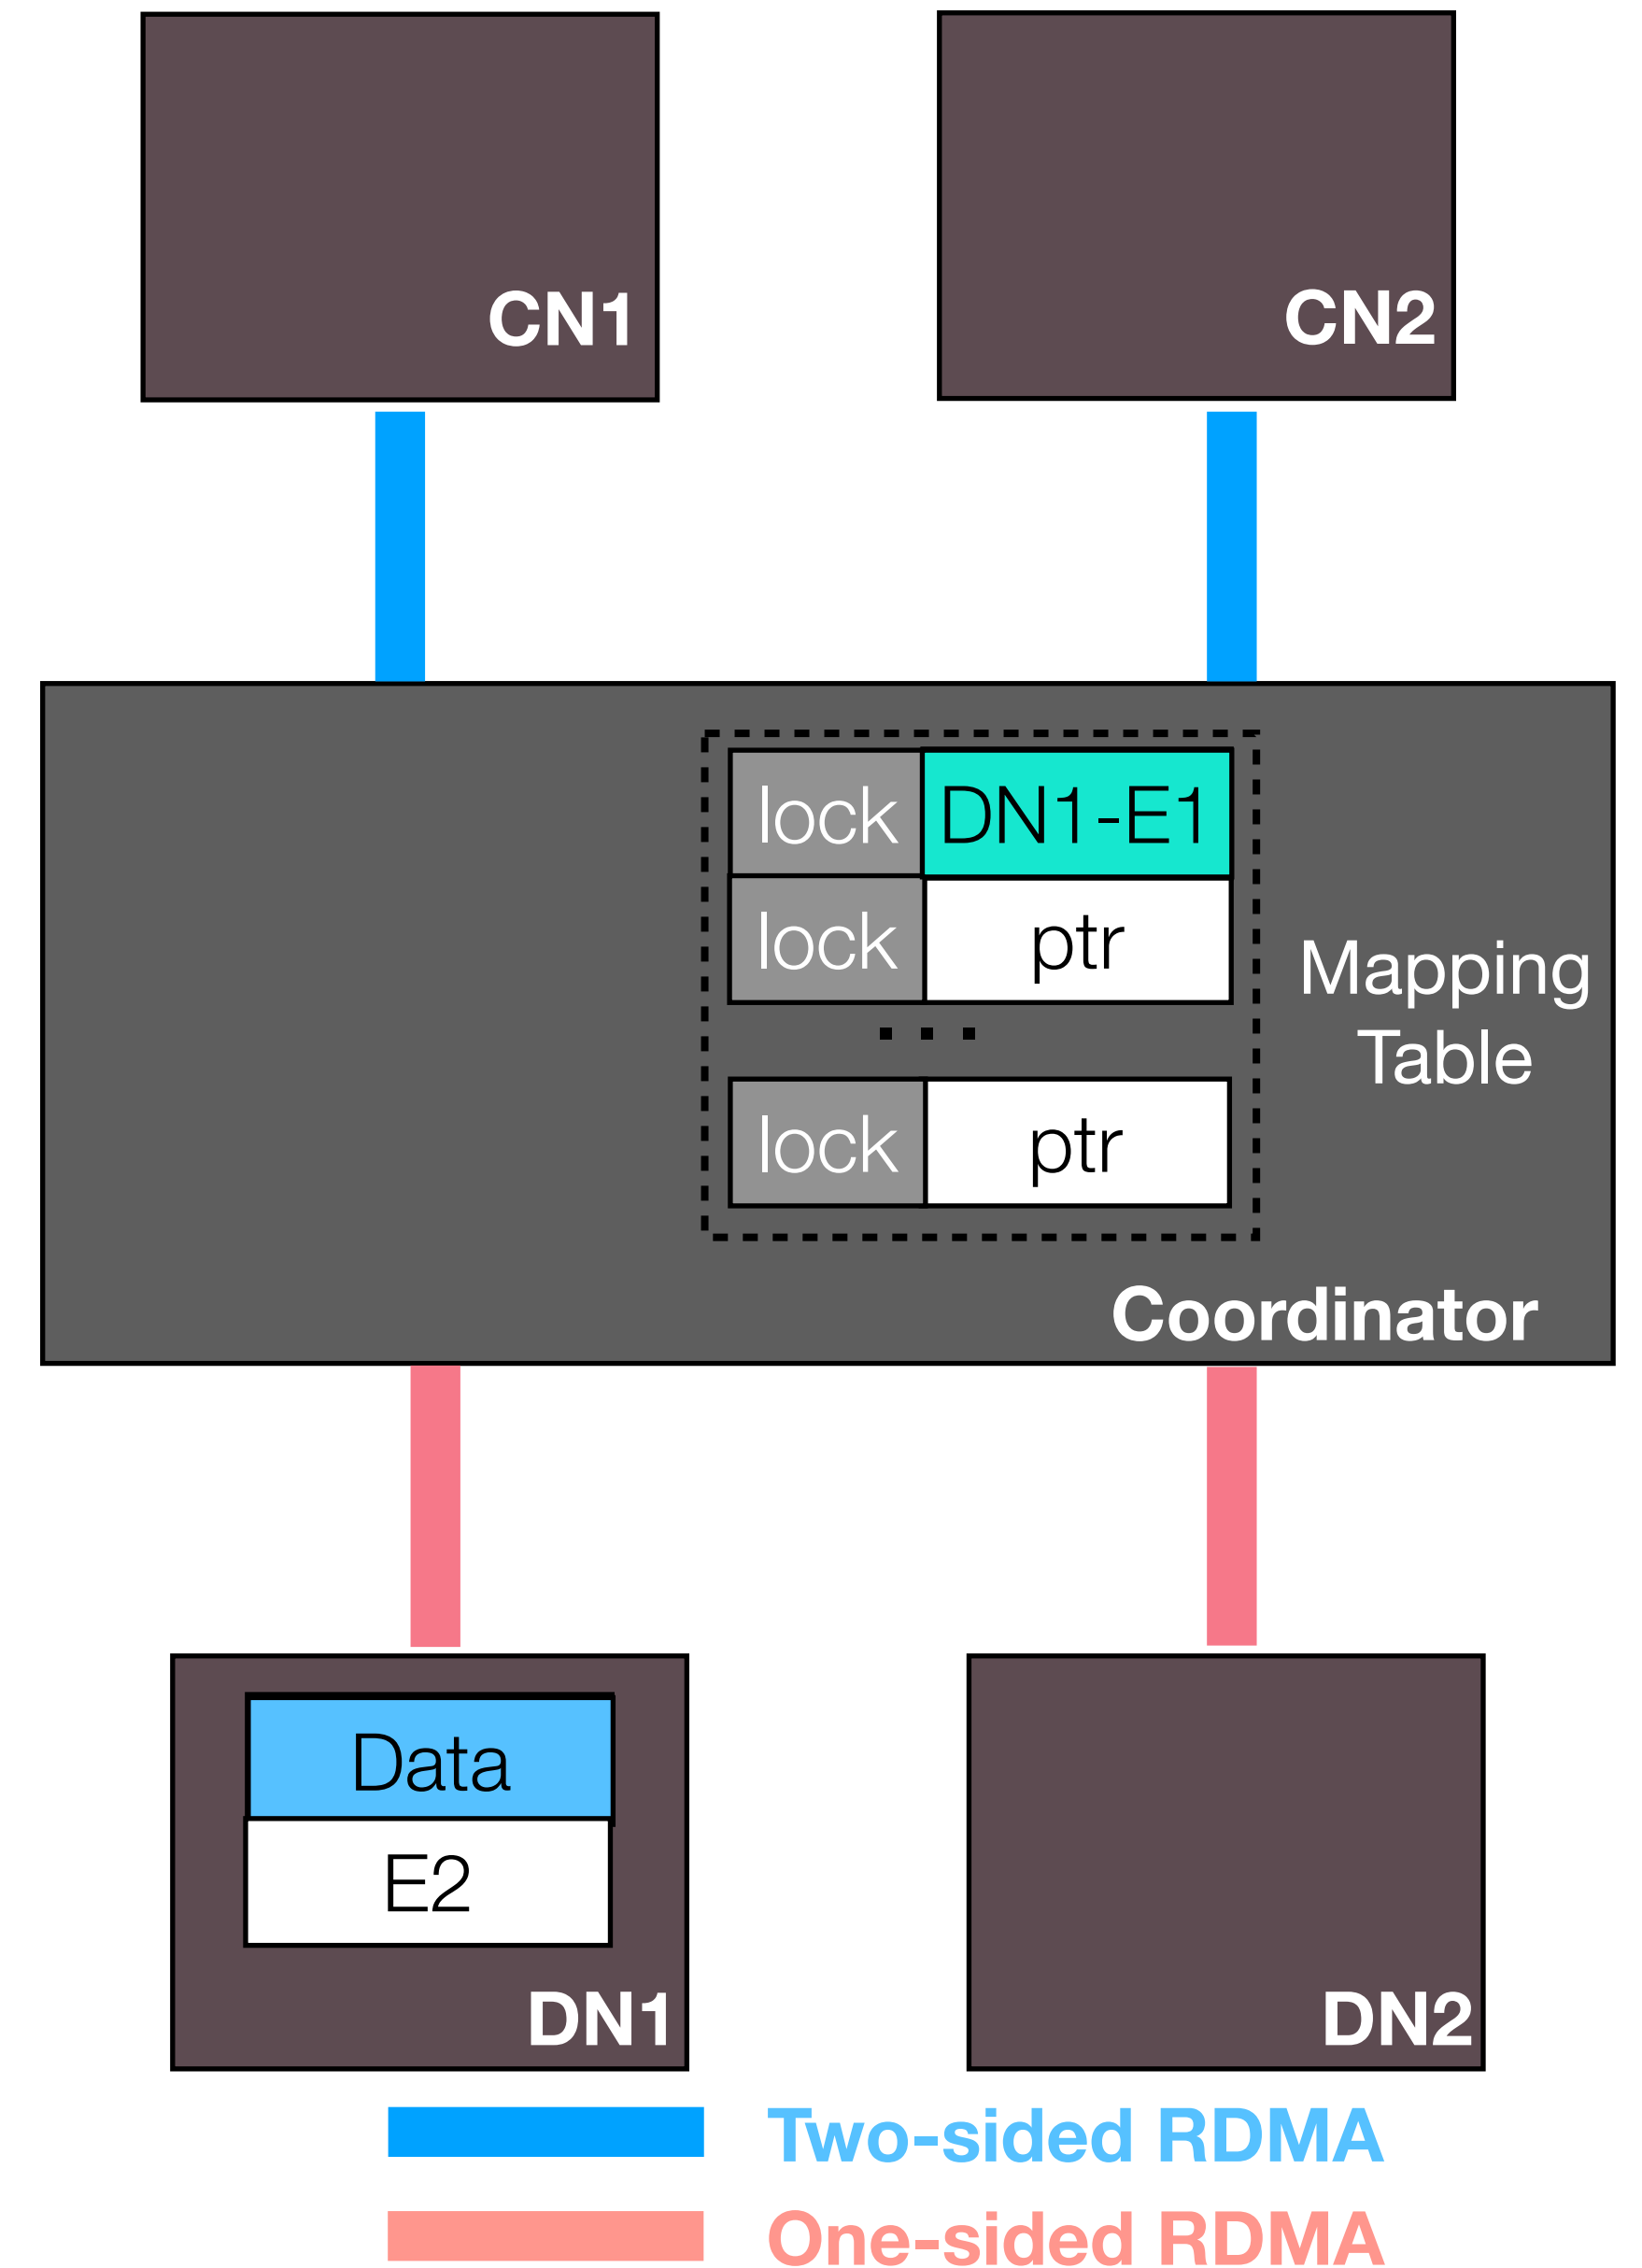 CN1
CN2
lock DN1-E1
lock ptr
...
lock ptr
Mapping
Table
Coordinator
Data
E2
DN1
DN2
Two-sided RDMA
One-sided RDMA